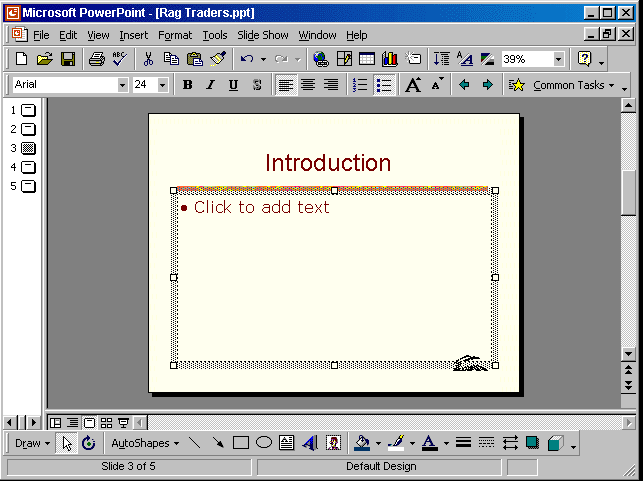 Microsoft PowerPoint - [Rag Traders.ppt]
File Edit View Insert Format Tools Slide Show Window Help
ABC 39% ?
Arial 24 B I U S A A Common Tasks
1
2
3
4
5
Introduction
• Click to add text
Draw AutoShapes A A
Slide 3 of 5 Default Design